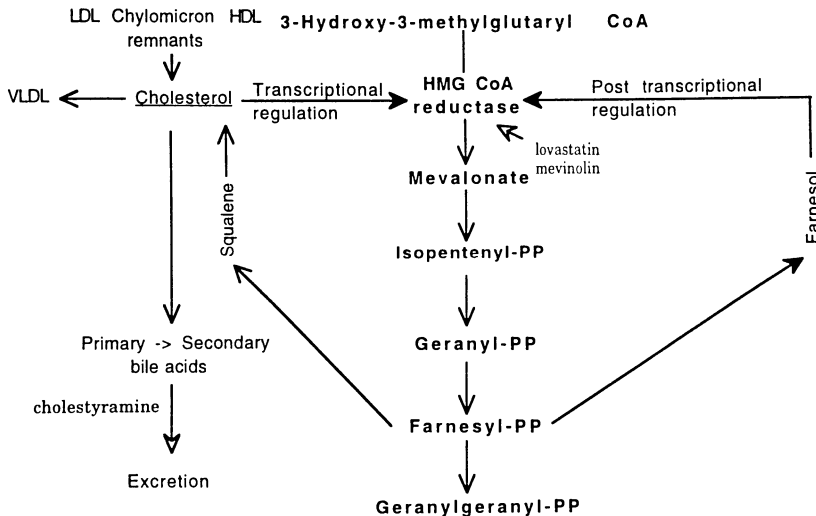 LDL Chylomicron HDL
remnants
3-Hydroxy-3-methylglutaryl CoA
VLDL
Cholesterol
Transcriptional
regulation
HMG CoA
reductase
Post transcriptional
regulation
lovastatin
mevinolin
Mevalonate
Squalene
Farnesol
Isopentenyl-PP
Primary -> Secondary
bile acids
Geranyl-PP
cholestyramine
Farnesyl-PP
Excretion
Geranylgeranyl-PP